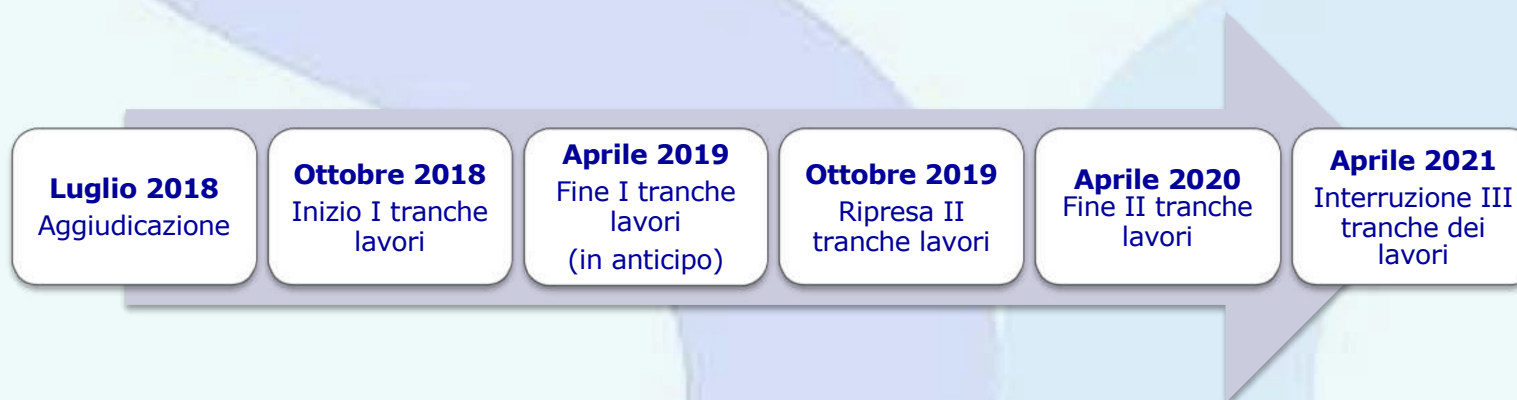 Luglio 2018
Aggiudicazione
Ottobre 2018
Inizio I tranche
lavori
Aprile 2019
Fine I tranche
lavori
(in anticipo)
Ottobre 2019
Ripresa II
tranche lavori
Aprile 2020
Fine II tranche
lavori
Aprile 2021
Interruzione III
tranche dei
lavori